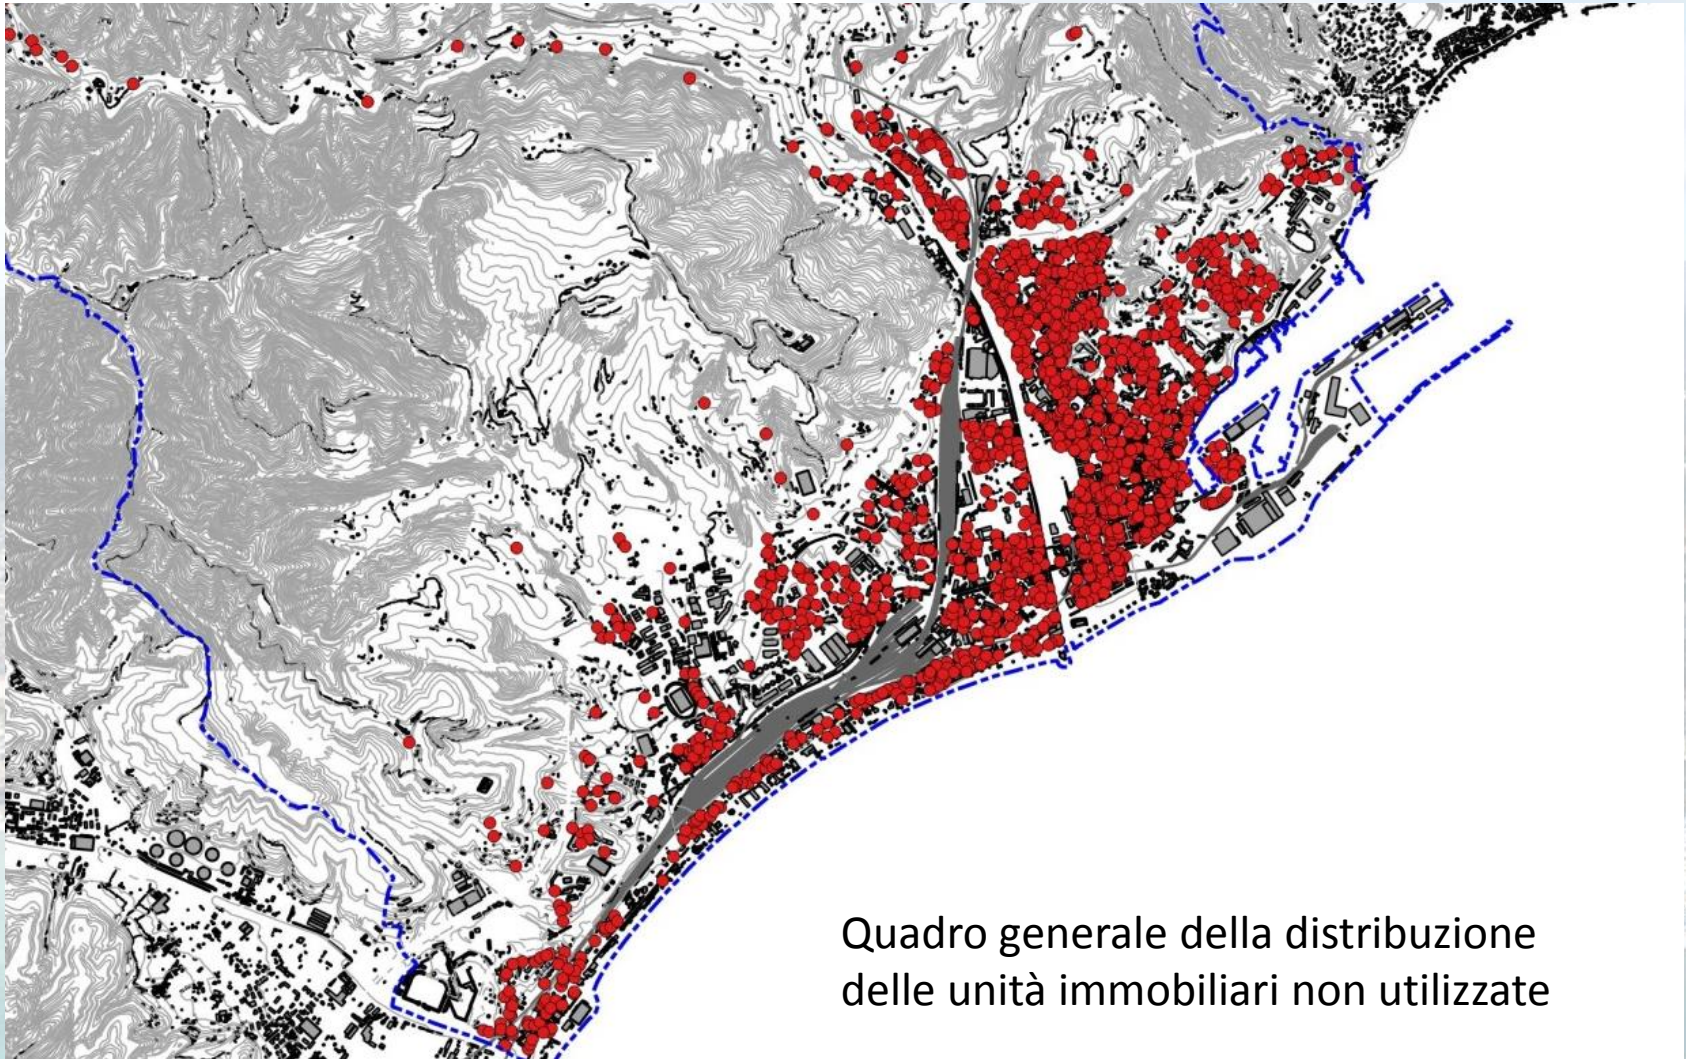 Quadro generale della distribuzione
delle unità immobiliari non utilizzate